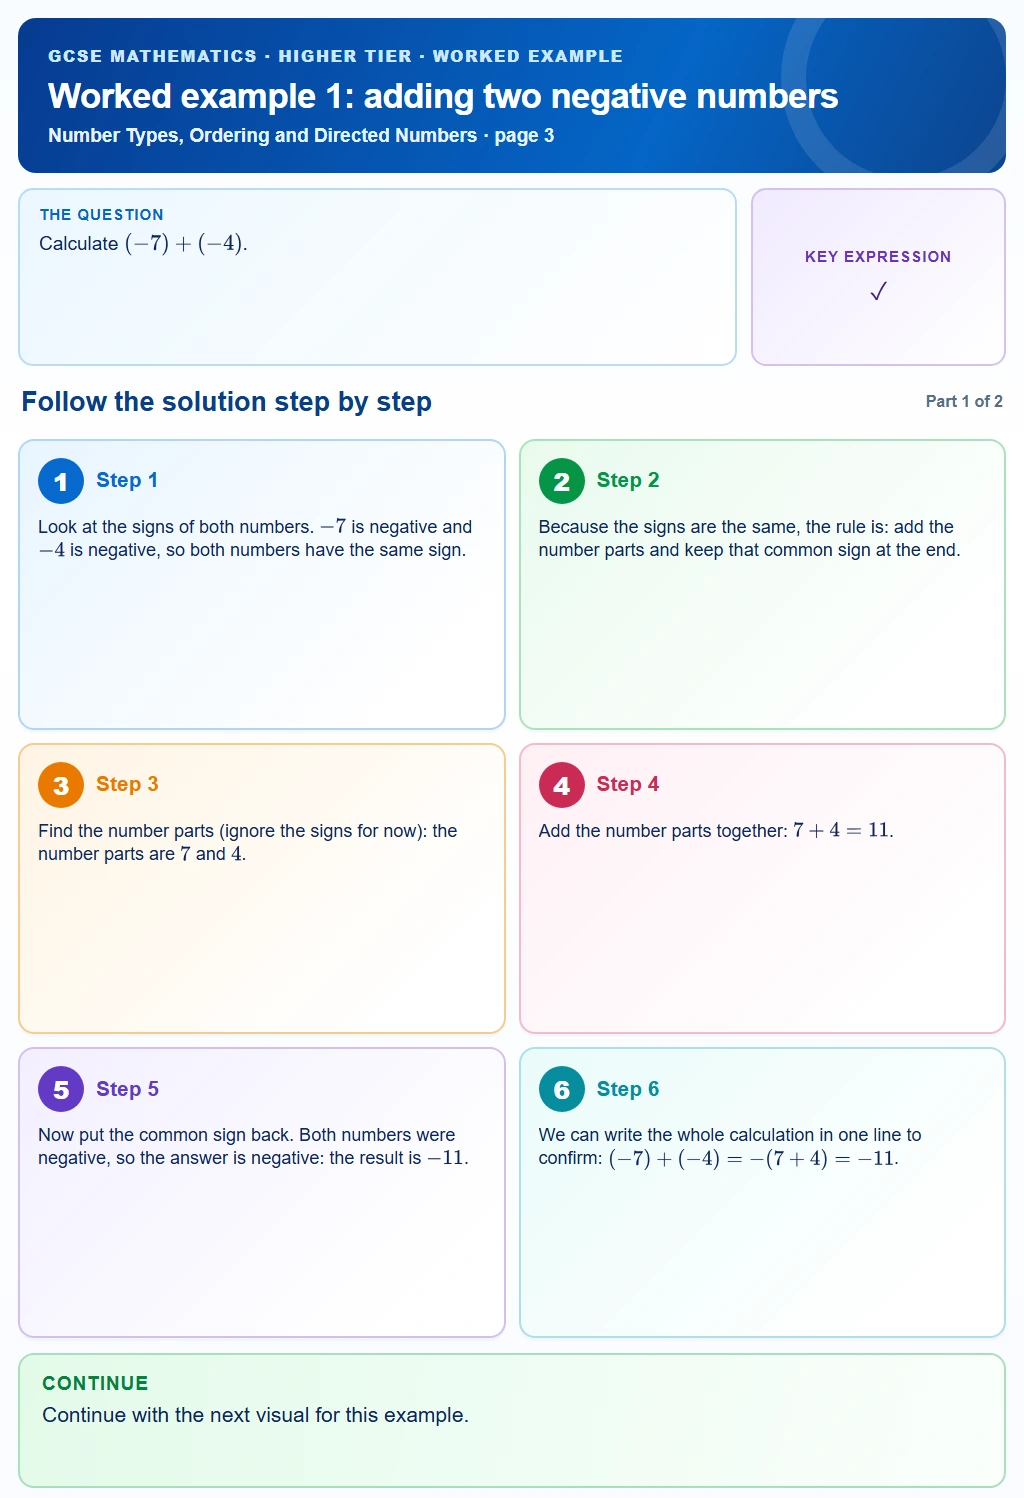 GCSE MATHEMATICS · HIGHER TIER · WORKED EXAMPLE
Worked example 1: adding two negative numbers
Number Types, Ordering and Directed Numbers · page 3
THE QUESTION
Calculate (−7) + (−4).
KEY EXPRESSION
✓
Follow the solution step by step
Part 1 of 2
1 Step 1
Look at the signs of both numbers. −7 is negative and
−4 is negative, so both numbers have the same sign.
2 Step 2
Because the signs are the same, the rule is: add the
number parts and keep that common sign at the end.
3 Step 3
Find the number parts (ignore the signs for now): the
number parts are 7 and 4.
4 Step 4
Add the number parts together: 7 + 4 = 11.
5 Step 5
Now put the common sign back. Both numbers were
negative, so the answer is negative: the result is −11.
6 Step 6
We can write the whole calculation in one line to
confirm: (−7) + (−4) = −(7 + 4) = −11.
CONTINUE
Continue with the next visual for this example.